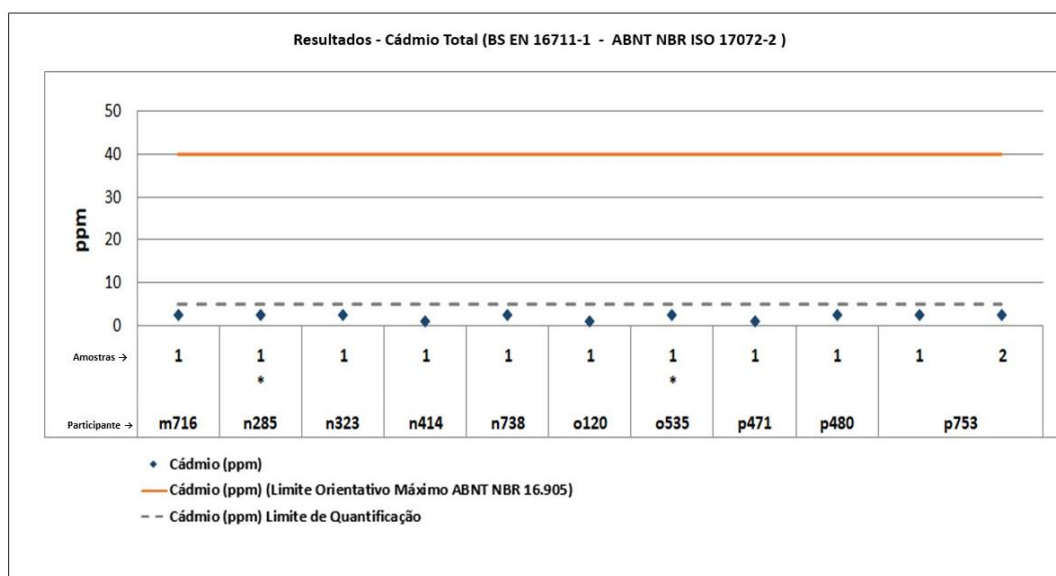 Resultados - Cádmio Total (BS EN 16711-1 - ABNT NBR ISO 17072-2 )
50
40
30
20
10
0
ppm
Amostras → 1 1 1 1 1 1 1 1 1 1 2
* *
Participante → m716 n285 n323 n414 n738 o120 o535 p471 p480 p753
Cádmio (ppm)
Cádmio (ppm) (Limite Orientativo Máximo ABNT NBR 16.905)
Cádmio (ppm) Limite de Quantificação